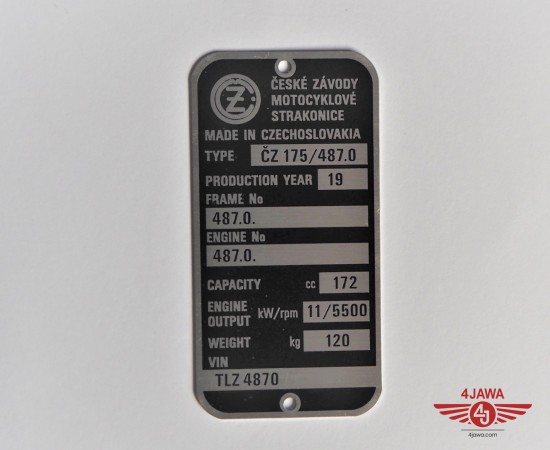 ČZ
ČESKÉ ZÁVODY
MOTOCYKLOVÉ
STRAKONICE
MADE IN CZECHOSLOVAKIA
TYPE ČZ 175/487.0
PRODUCTION YEAR 19
FRAME No
487.0.
ENGINE No
487.0.
CAPACITY cc 172
ENGINE OUTPUT kW/rpm 11/5500
WEIGHT kg 120
VIN
TLZ 4870
4JAWA
4J
4jawa.com